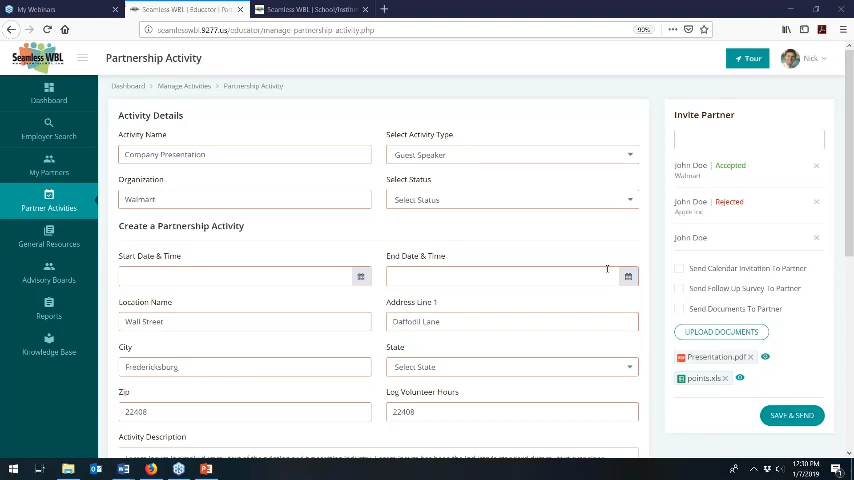 My Webinars
Seamless WBL | Educator | Part
Seamless WBL | School/Institut
seamlesswbl.9277.us/educator/manage-partnership_activity.php
90%
Seamless WBL
Partnership Activity
Tour
Nick
Dashboard
Employer Search
My Partners
Partner Activities
General Resources
Advisory Boards
Reports
Knowledge Base
Dashboard > Manage Activities > Partnership Activity
Activity Details
Activity Name
Select Activity Type
Company Presentation
Guest Speaker
Organization
Select Status
Walmart
Select Status
Create a Partnership Activity
Start Date & Time
End Date & Time
Location Name
Address Line 1
Wall Street
Daffodil Lane
City
State
Fredericksburg
Select State
Zip
Log Volunteer Hours
22408
22408
Activity Description
Invite Partner
John Doe | Accepted
Walmart
John Doe | Rejected
Apple Inc
John Doe
Send Calendar Invitation To Partner
Send Follow Up Survey To Partner
Send Documents To Partner
UPLOAD DOCUMENTS
Presentation.pdf
points.xls
SAVE & SEND
12:30 PM
1/7/2019